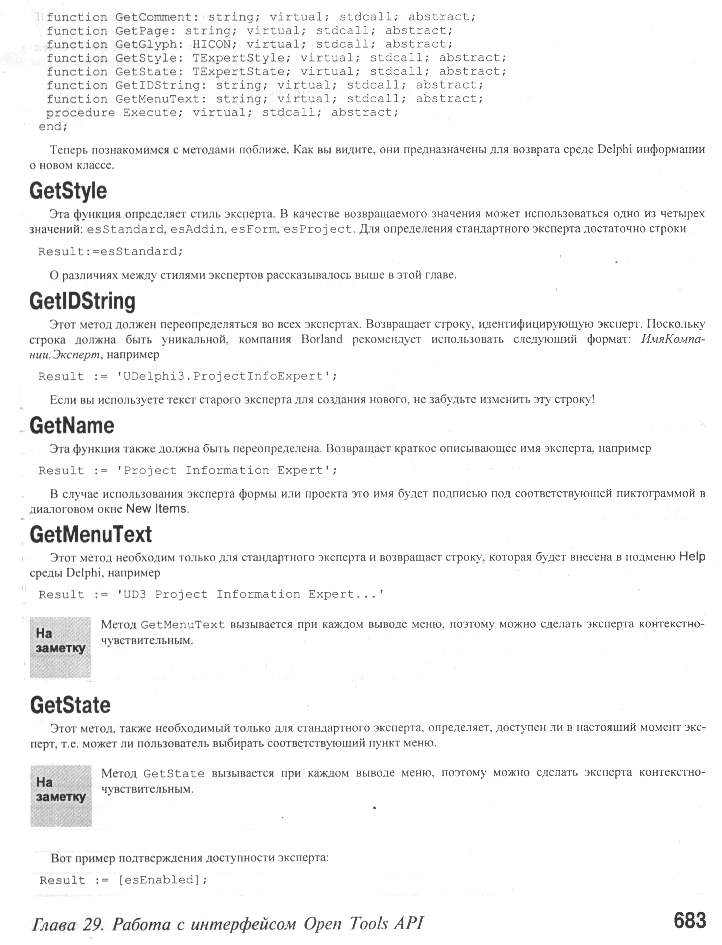 function GetComment: string; virtual; stdcall; abstract;
function GetPage: string; virtual; stdcall; abstract;
function GetGlyph: HICON; virtual; stdcall; abstract;
function GetStyle: TExpertStyle; virtual; stdcall; abstract;
function GetState: TExpertState; virtual; stdcall; abstract;
function GetIDString: string; virtual; stdcall; abstract;
function GetMenuText: string; virtual; stdcall; abstract;
procedure Execute; virtual; stdcall; abstract;
end;
Теперь познакомимся с методами поближе. Как вы видите, они предназначены для возврата среде Delphi информации
о новом классе.
GetStyle
Эта функция определяет стиль эксперта. В качестве возвращаемого значения может использоваться одно из четырех
значений: esStandard, esAddin, esForm, esProject. Для определения стандартного эксперта достаточно строки
Result:=esStandard;
О различиях между стилями экспертов рассказывалось выше в этой главе.
GetIDString
Этот метод должен переопределяться во всех экспертах. Возвращает строку, идентифицирующую эксперт. Поскольку
строка должна быть уникальной, компания Borland рекомендует использовать следующий формат: ИмяКомпа-
нии.Эксперт, например
Result := 'UDelphi3.ProjectInfoExpert';
Если вы используете текст старого эксперта для создания нового, не забудьте изменить эту строку!
GetName
Эта функция также должна быть переопределена. Возвращает краткое описывающее имя эксперта, например
Result := 'Project Information Expert';
В случае использования эксперта формы или проекта это имя будет подписью под соответствующей пиктограммой в
диалоговом окне New Items.
GetMenuText
Этот метод необходим только для стандартного эксперта и возвращает строку, которая будет внесена в подменю Help
среды Delphi, например
Result := 'UD3 Project Information Expert...'
На
заметку
Метод GetMenuText вызывается при каждом выводе меню, поэтому можно сделать эксперта контекстно-
чувствительным.
GetState
Этот метод, также необходимый только для стандартного эксперта, определяет, доступен ли в настоящий момент экс-
перт, т.е. может ли пользователь выбирать соответствующий пункт меню.
На
заметку
Метод GetState вызывается при каждом выводе меню, поэтому можно сделать эксперта контекстно-
чувствительным.
Вот пример подтверждения доступности эксперта:
Result := [esEnabled];
Глава 29. Работа с интерфейсом Open Tools API
683